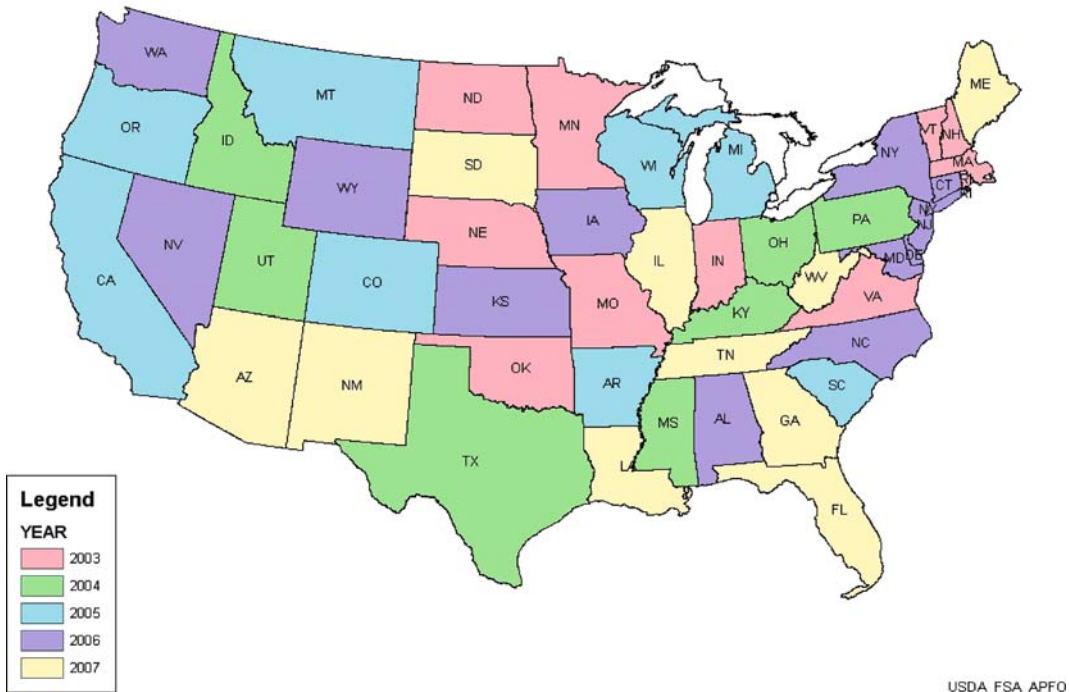 WA
MT
ND
MN
ME
OR
ID
SD
WI
MI
VT
NH
NY
MA
WY
CT
RI
IA
NE
PA
NJ
NV
UT
CO
IL
IN
OH
MD
DE
CA
KS
MO
WV
VA
KY
NC
TN
AZ
NM
OK
AR
SC
MS
AL
GA
TX
LA
FL
Legend
YEAR
2003
2004
2005
2006
2007
USDA FSA APFO